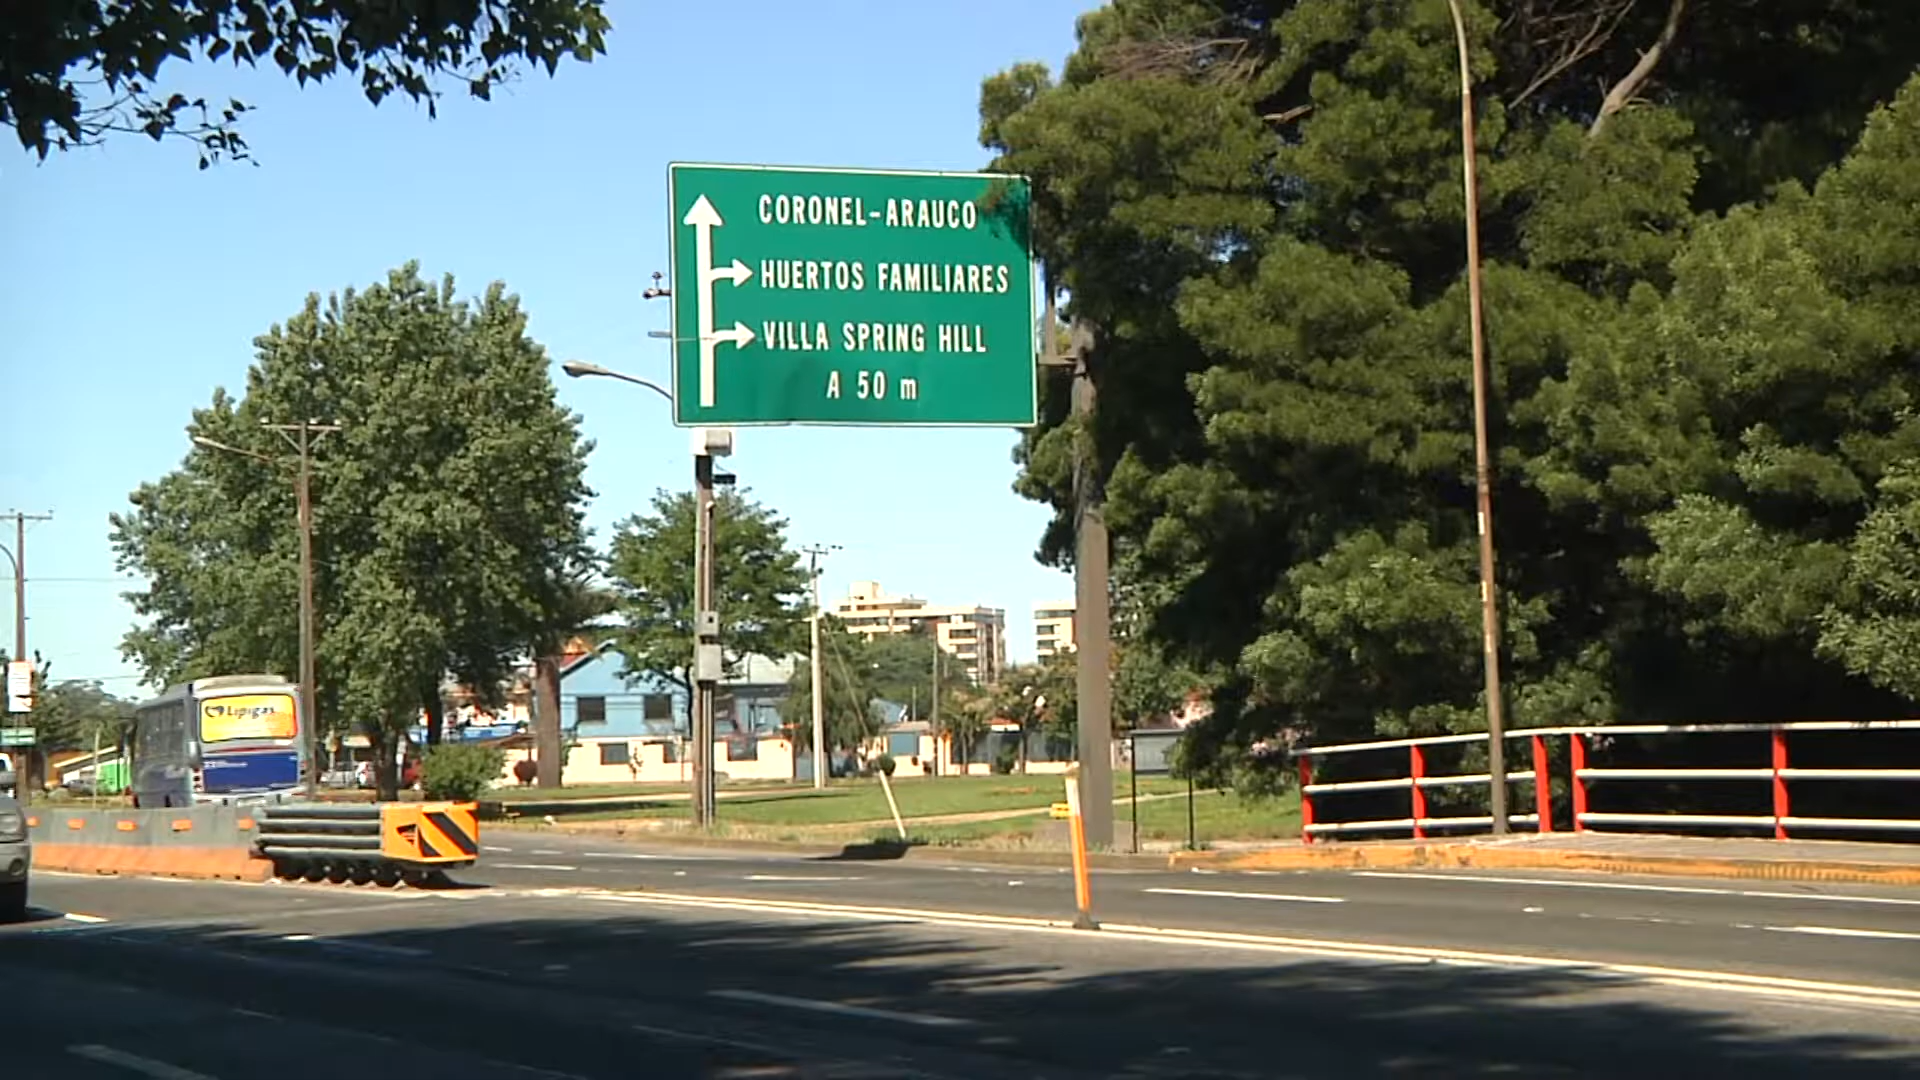 CORONEL-ARAUCO
HUERTOS FAMILIARES
VILLA SPRING HILL
A 50 m
Lipigas